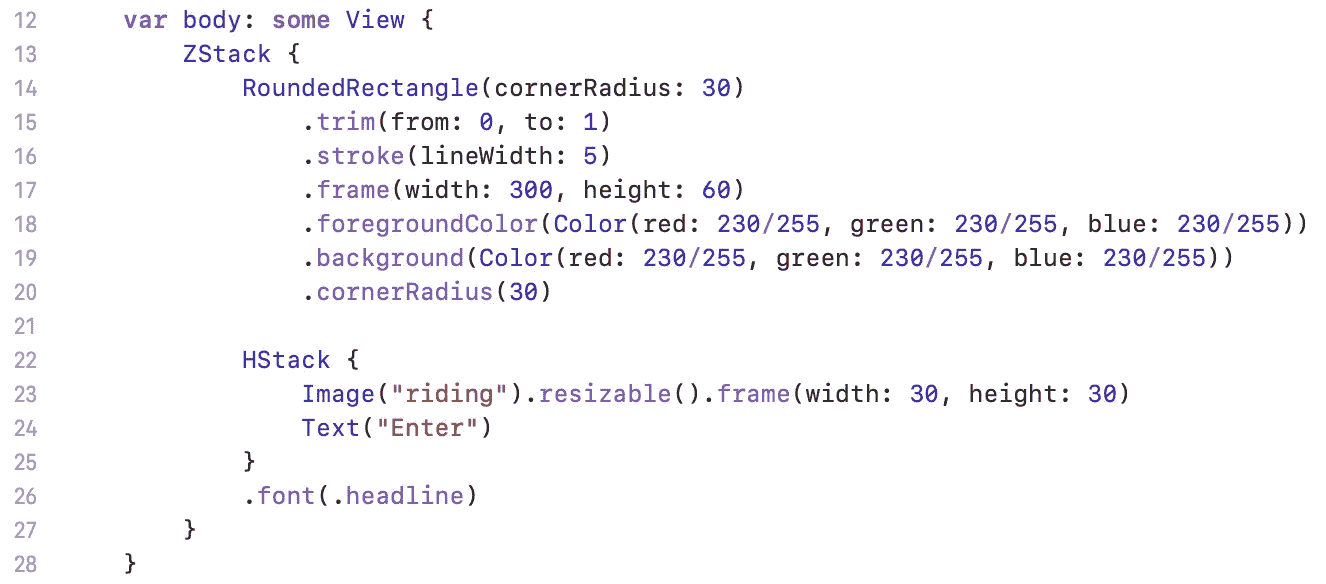 12 var body: some View {
13 ZStack {
14 RoundedRectangle(cornerRadius: 30)
15 .trim(from: 0, to: 1)
16 .stroke(lineWidth: 5)
17 .frame(width: 300, height: 60)
18 .foregroundColor(Color(red: 230/255, green: 230/255, blue: 230/255))
19 .background(Color(red: 230/255, green: 230/255, blue: 230/255))
20 .cornerRadius(30)
21
22 HStack {
23 Image("riding").resizable().frame(width: 30, height: 30)
24 Text("Enter")
25 }
26 .font(.headline)
27 }
28 }